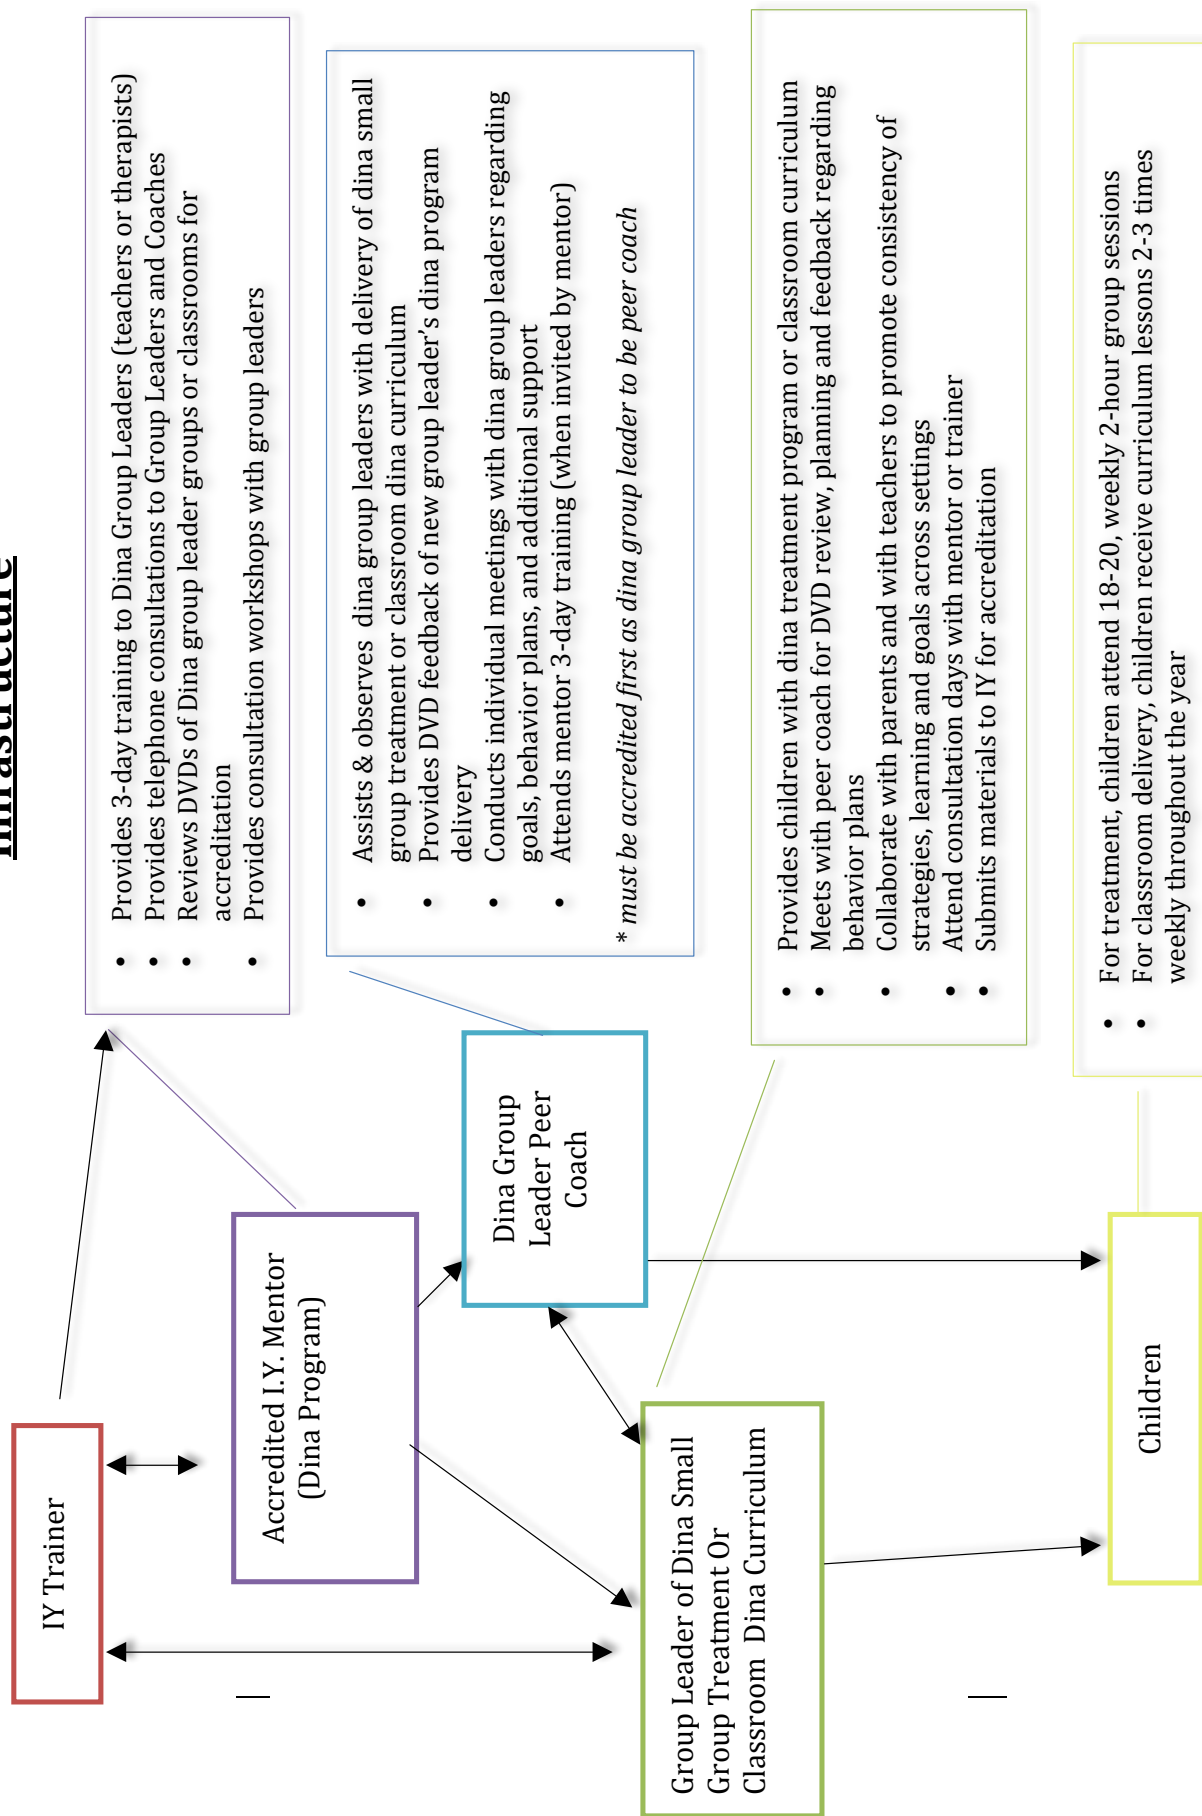 Infrastructure
IY Trainer
Accredited I.Y. Mentor
(Dina Program)
Dina Group
Leader Peer
Coach
Group Leader of Dina Small
Group Treatment Or
Classroom  Dina Curriculum
Children
• Provides 3-day training to Dina Group Leaders (teachers or therapists)
• Provides telephone consultations to Group Leaders and Coaches
• Reviews DVDs of Dina group leader groups or classrooms for
accreditation
• Provides consultation workshops with group leaders
• Assists & observes dina group leaders with delivery of dina small
group treatment or classroom dina curriculum
• Provides DVD feedback of new group leader's dina program
delivery
• Conducts individual meetings with dina group leaders regarding
goals, behavior plans, and additional support
• Attends mentor 3-day training (when invited by mentor)
* must be accredited first as dina group leader to be peer coach
• Provides children with dina treatment program or classroom curriculum
• Meets with peer coach for DVD review, planning and feedback regarding
behavior plans
• Collaborate with parents and with teachers to promote consistency of
strategies, learning and goals across settings
• Attend consultation days with mentor or trainer
• Submits materials to IY for accreditation
• For treatment, children attend 18-20, weekly 2-hour group sessions
• For classroom delivery, children receive curriculum lessons 2-3 times
weekly throughout the year